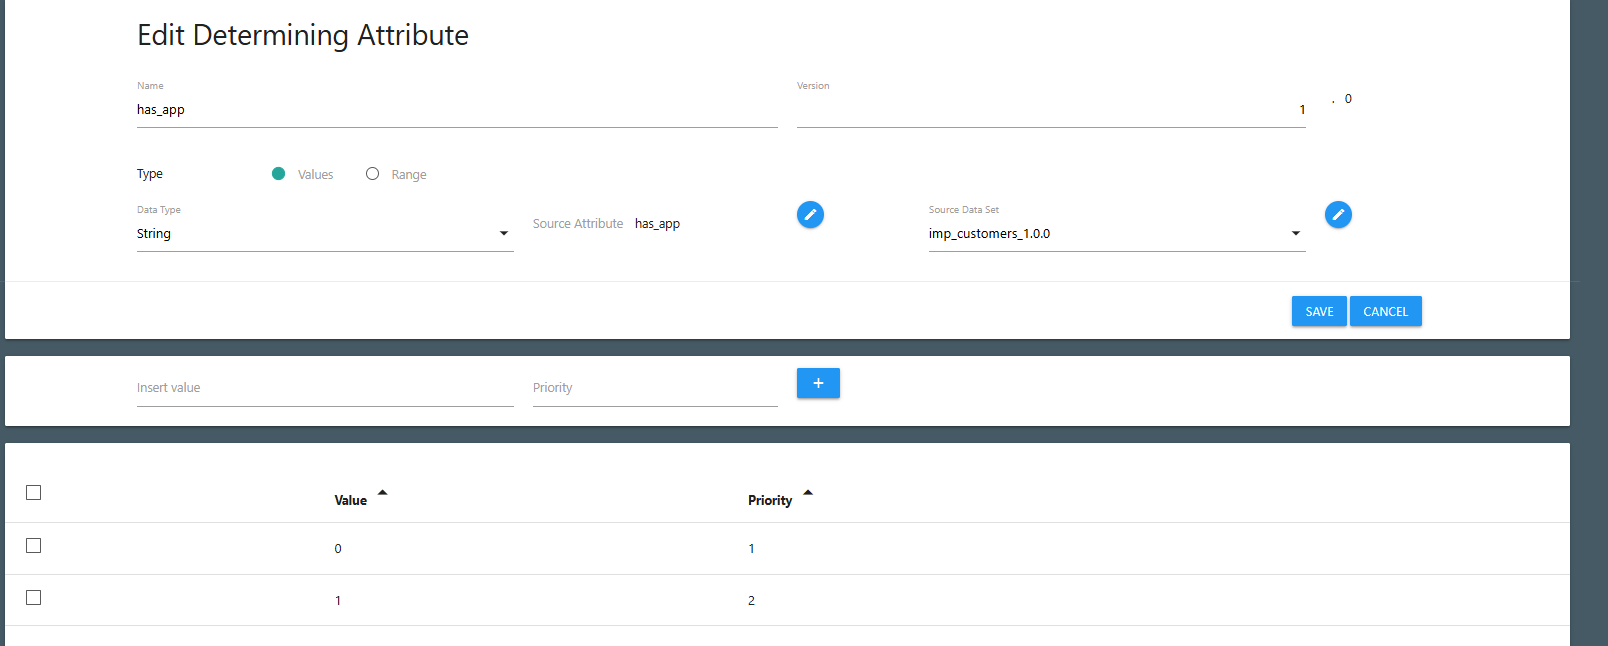 Edit Determining Attribute
Name
Version
has_app
1 . 0
Type Values Range
Data Type
Source Data Set
String
Source Attribute has_app
imp_customers_1.0.0
SAVE CANCEL
Insert value
Priority
+
Value Priority
0 1
1 2